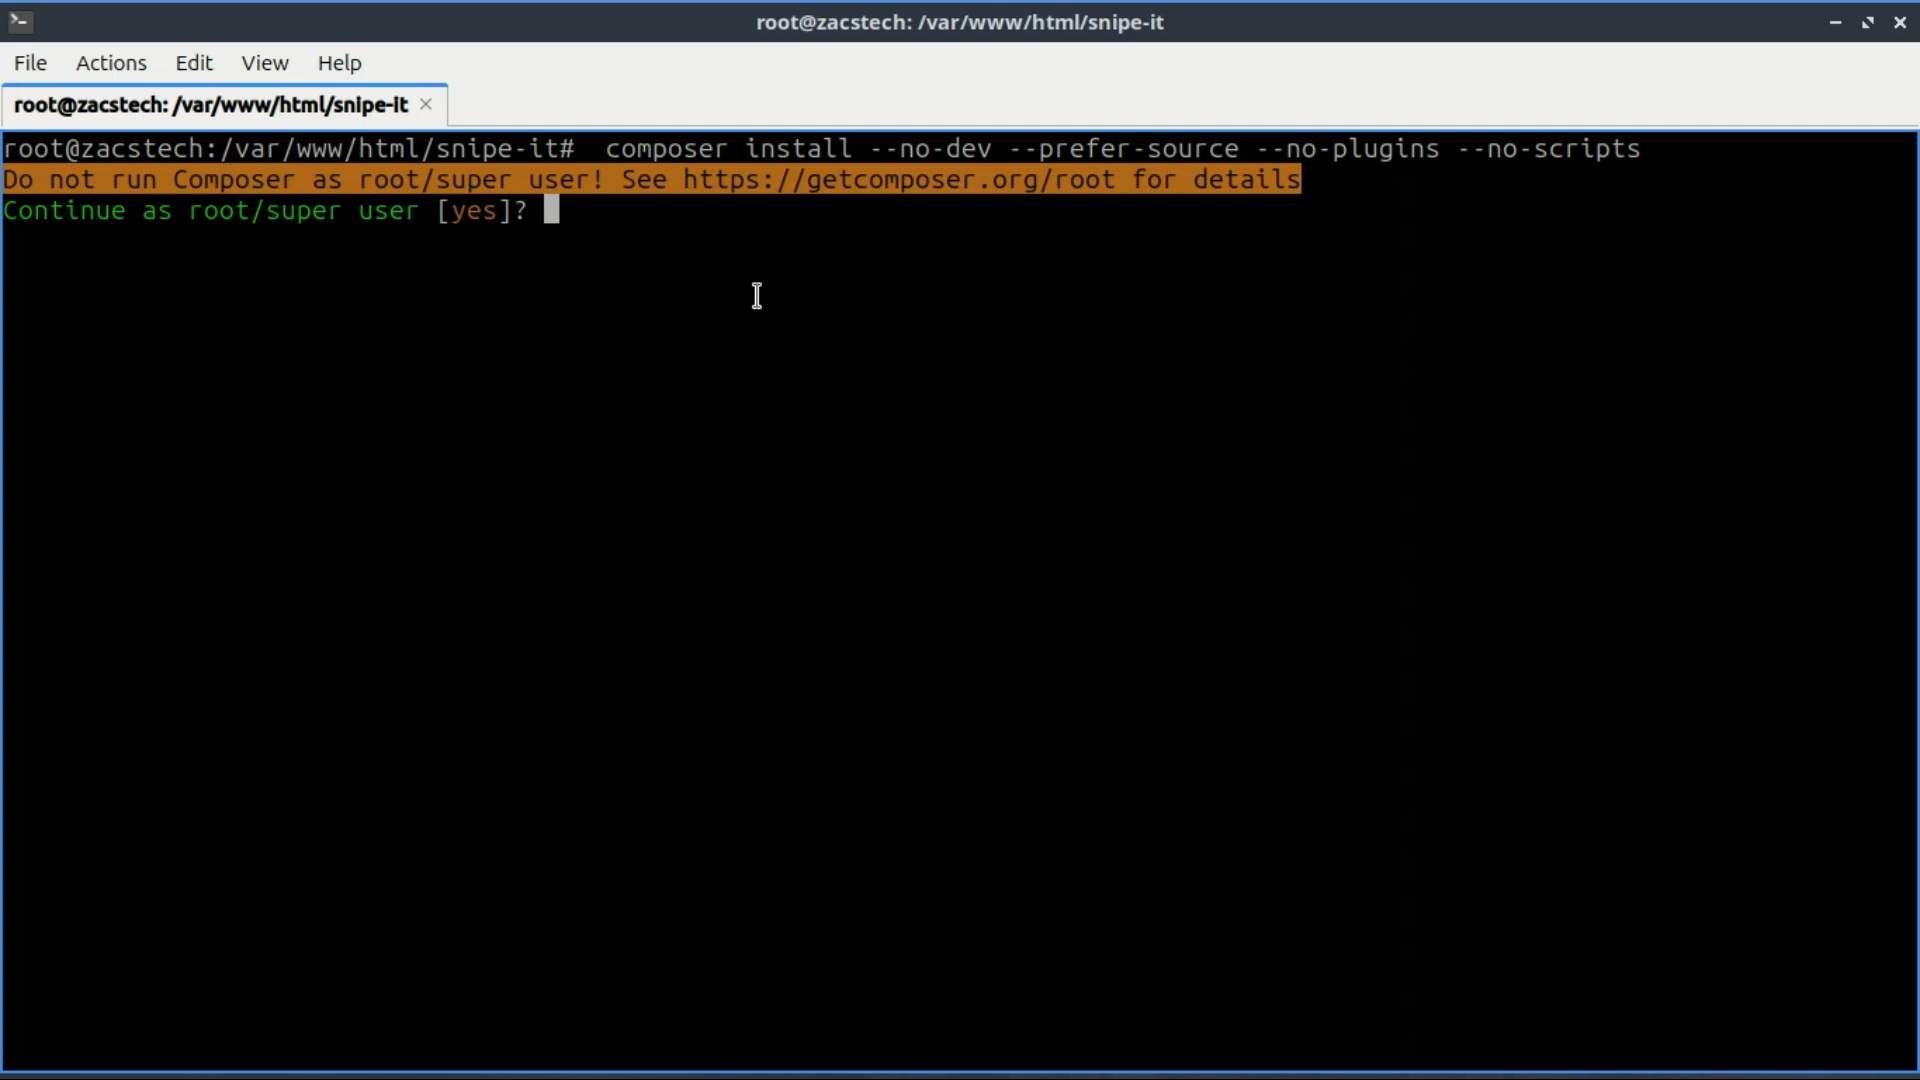 root@zacstech: /var/www/html/snipe-it
File Actions Edit View Help
root@zacstech: /var/www/html/snipe-it
root@zacstech:/var/www/html/snipe-it#  composer install --no-dev --prefer-source --no-plugins --no-scripts
Do not run Composer as root/super user! See https://getcomposer.org/root for details
Continue as root/super user [yes]?